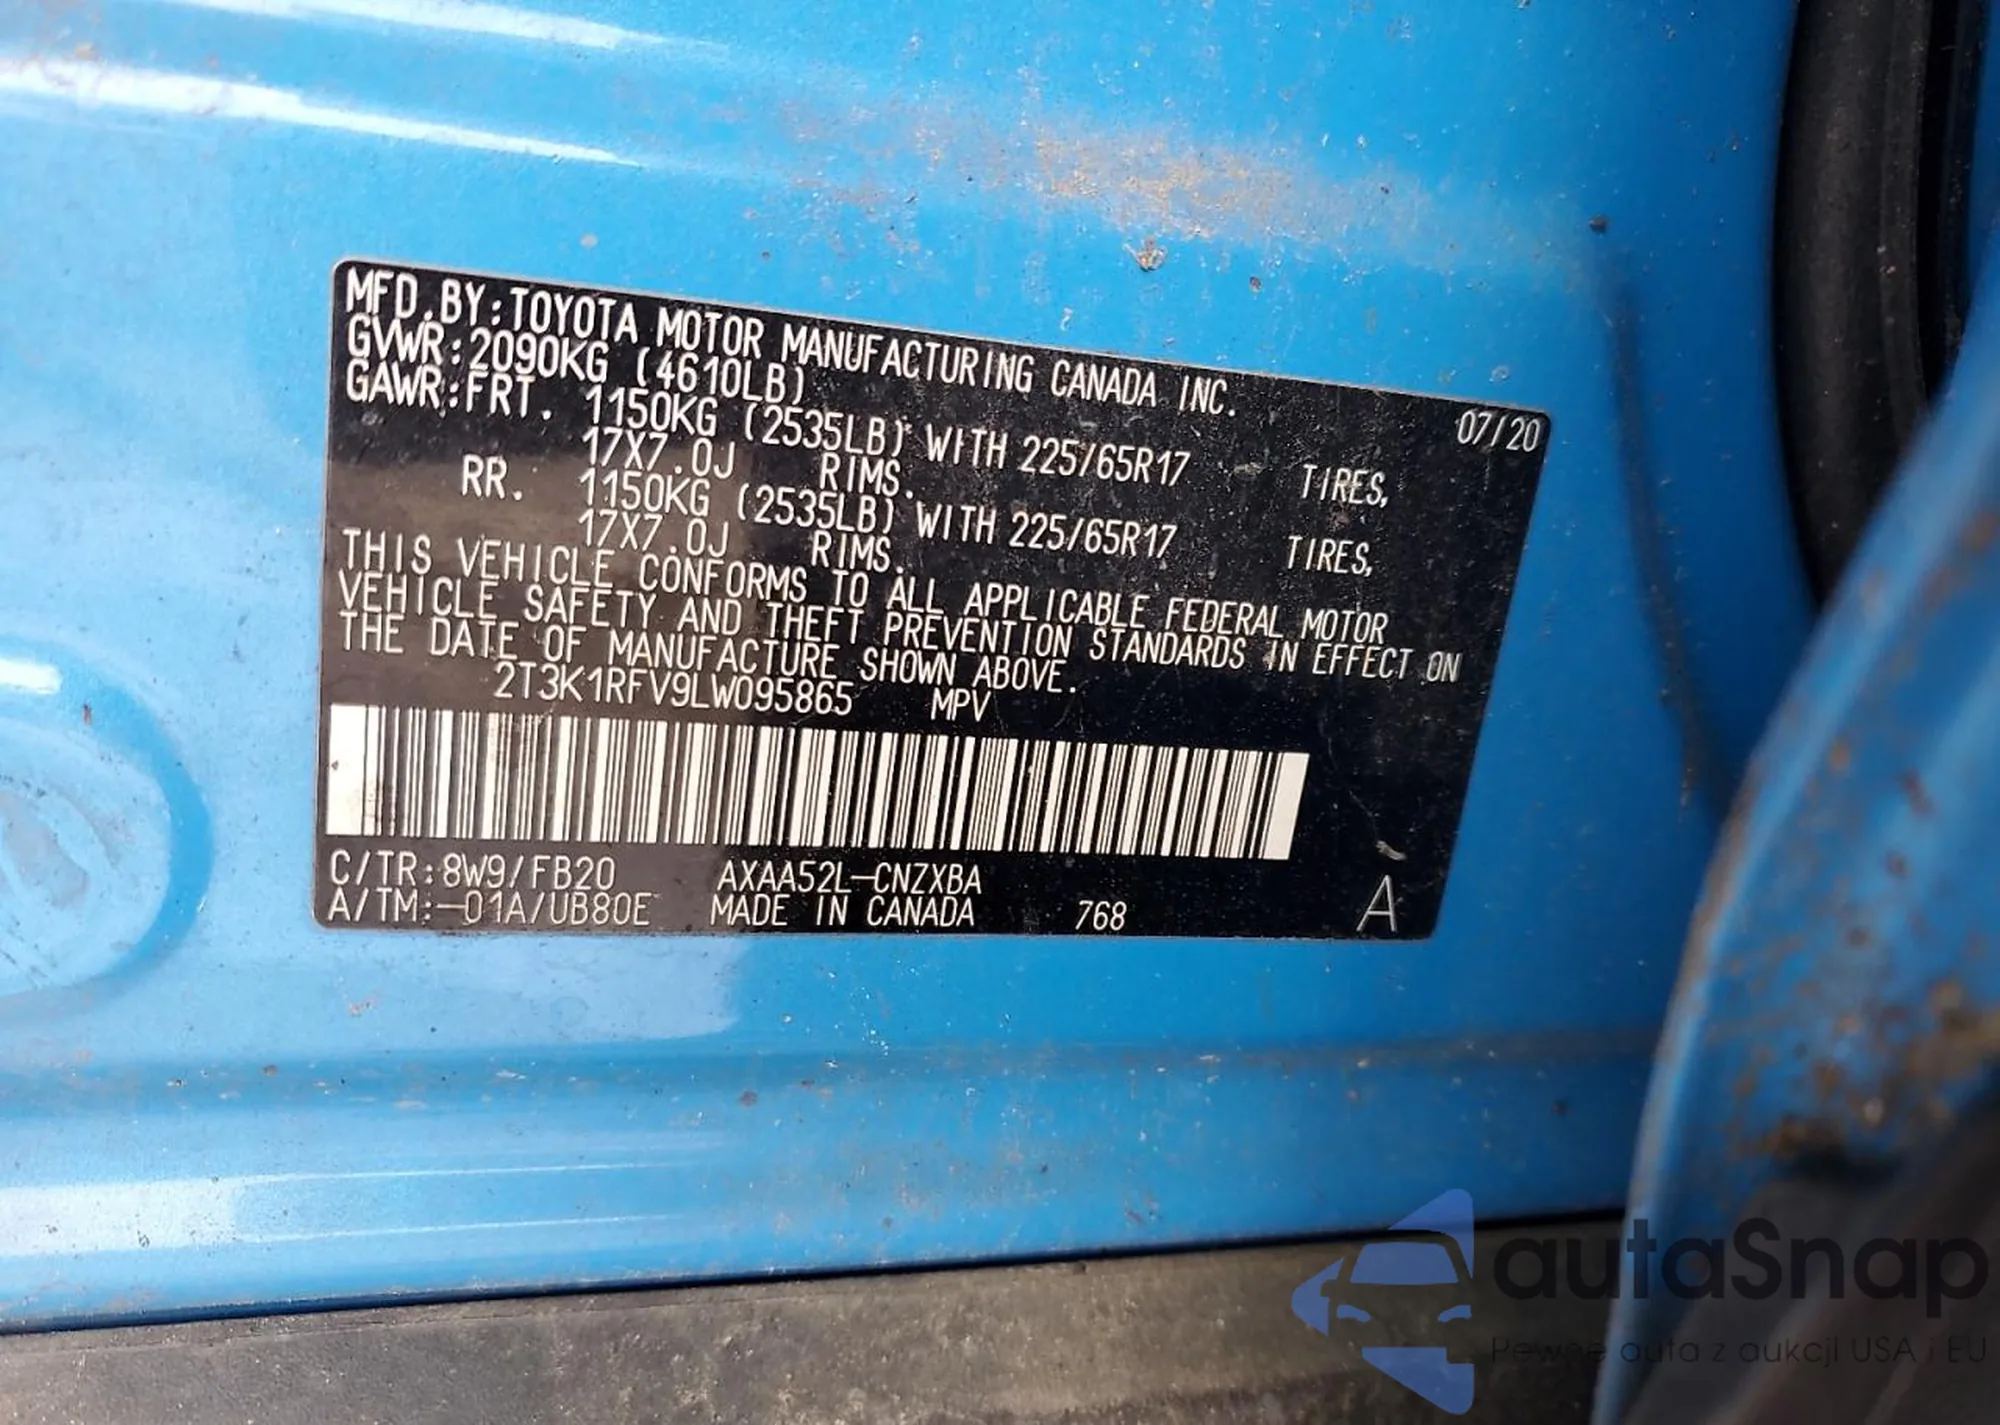 MFD.BY:TOYOTA MOTOR MANUFACTURING CANADA INC. 07/20
GVWR:2090KG (4610LB)
GAWR:FRT. 1150KG (2535LB) WITH 225/65R17 TIRES,
17X7.0J RIMS.
RR. 1150KG (2535LB) WITH 225/65R17 TIRES,
17X7.0J RIMS.
THIS VEHICLE CONFORMS TO ALL APPLICABLE FEDERAL MOTOR
VEHICLE SAFETY AND THEFT PREVENTION STANDARDS IN EFFECT ON
THE DATE OF MANUFACTURE SHOWN ABOVE.
2T3K1RFV9LW095865 MPV
C/TR:8W9/FB20 AXAA52L-CNZXBA
A/TM:-01A/UB80E MADE IN CANADA 768 A
autaSnap
Pewne auta z aukcji USA i EU